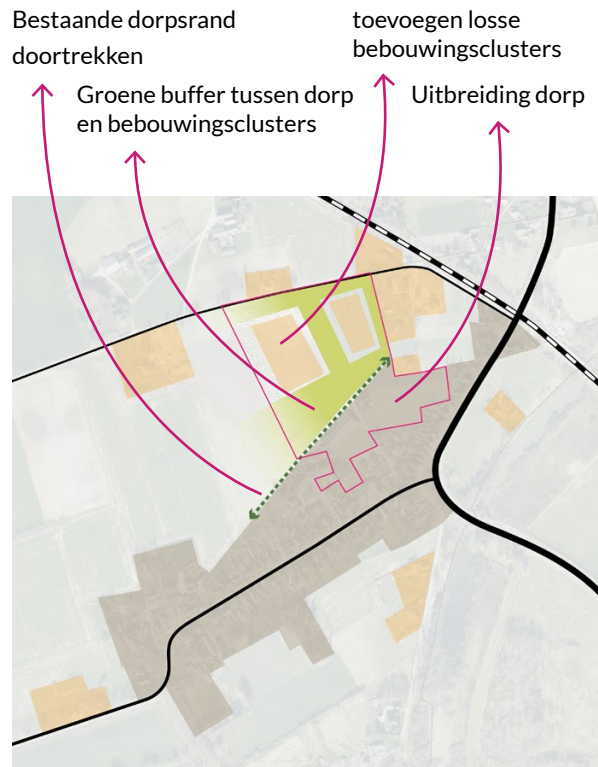 Bestaande dorpsrand
doortrekken
toevoegen losse
bebouwingsclusters
Groene buffer tussen dorp
en bebouwingsclusters
Uitbreiding dorp